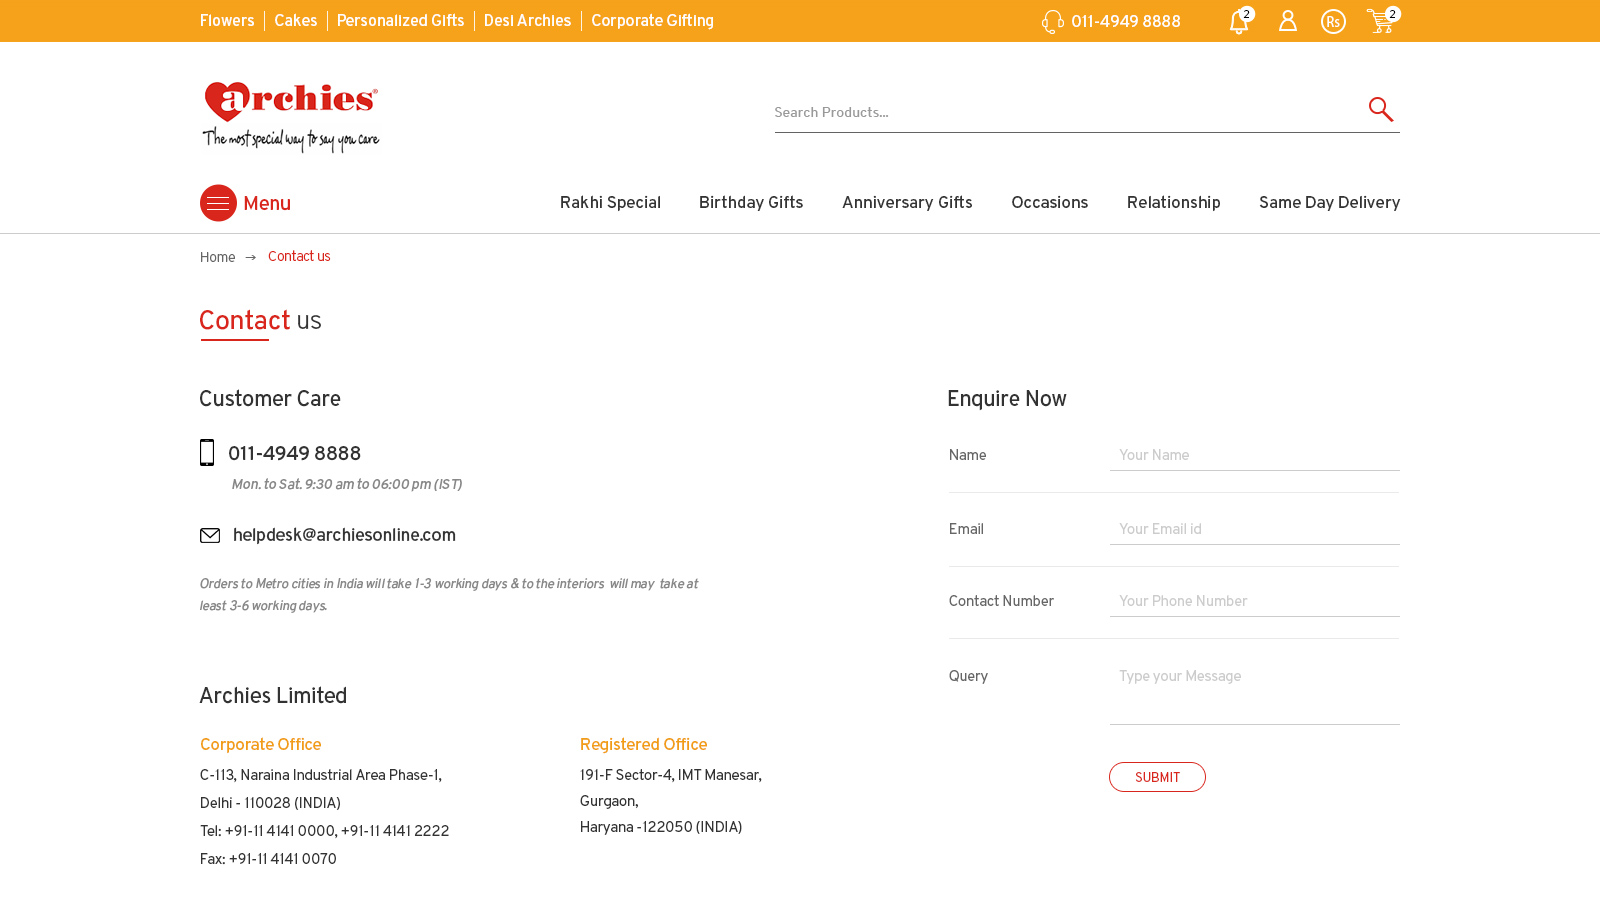 Flowers Cakes Personalized Gifts Desi Archies Corporate Gifting 011-4949 8888 2 Rs 2
archies®
The most special way to say you care
Search Products...
Menu Rakhi Special Birthday Gifts Anniversary Gifts Occasions Relationship Same Day Delivery
Home → Contact us
Contact us
Customer Care
011-4949 8888
Mon. to Sat. 9:30 am to 06:00 pm (IST)
helpdesk@archiesonline.com
Orders to Metro cities in India will take 1-3 working days & to the interiors will may take at
least 3-6 working days.
Archies Limited
Corporate Office
C-113, Naraina Industrial Area Phase-1,
Delhi - 110028 (INDIA)
Tel: +91-11 4141 0000, +91-11 4141 2222
Fax: +91-11 4141 0070
Registered Office
191-F Sector-4, IMT Manesar,
Gurgaon,
Haryana -122050 (INDIA)
Enquire Now
Name Your Name
Email Your Email id
Contact Number Your Phone Number
Query Type your Message
SUBMIT